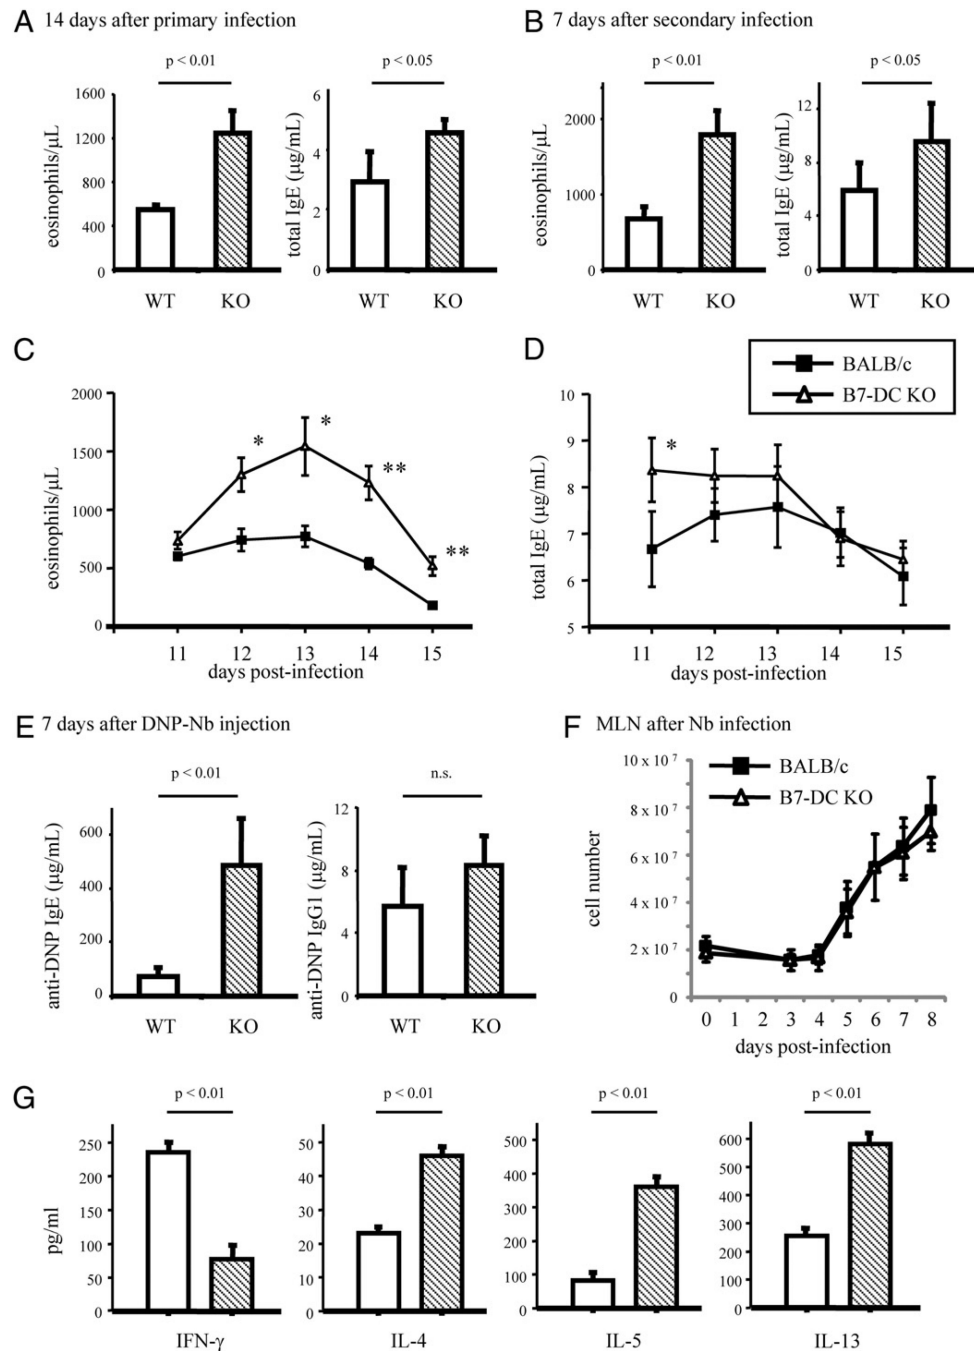 A 14 days after primary infection
p < 0.01
1600
1200
800
400
0
eosinophils/μL
WT KO
p < 0.05
6
4
2
0
total IgE (μg/mL)
WT KO
B 7 days after secondary infection
p < 0.01
2000
1000
0
eosinophils/μL
WT KO
p < 0.05
12
8
4
0
total IgE (μg/mL)
WT KO
C
2000
1500
1000
500
0
eosinophils/μL
*
*
**
**
11 12 13 14 15
days post-infection
D
BALB/c
B7-DC KO
10
9
8
7
6
5
total IgE (μg/mL)
*
11 12 13 14 15
days post-infection
E 7 days after DNP-Nb injection
p < 0.01
600
400
200
0
anti-DNP IgE (μg/mL)
WT KO
n.s.
12
8
4
0
anti-DNP IgG1 (μg/mL)
WT KO
F MLN after Nb infection
BALB/c
B7-DC KO
10 x 10 7
8 x 10 7
6 x 10 7
4 x 10 7
2 x 10 7
0
cell number
0 1 2 3 4 5 6 7 8
days post-infection
G
p < 0.01
250
200
150
100
50
0
pg/ml
IFN-γ
p < 0.01
50
40
30
20
10
0
IL-4
p < 0.01
500
400
300
200
100
0
IL-5
p < 0.01
600
500
400
300
200
100
0
IL-13